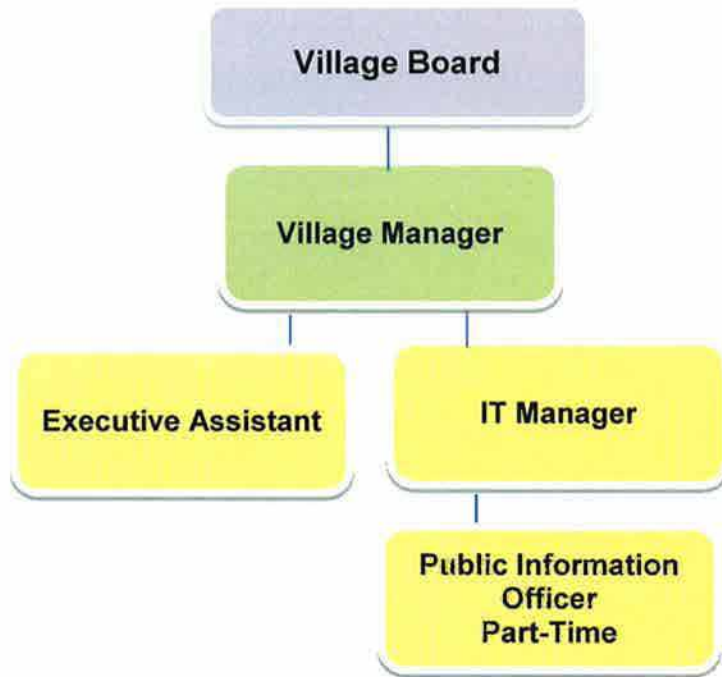 Village Board
Village Manager
Executive Assistant
IT Manager
Public Information
Officer
Part-Time